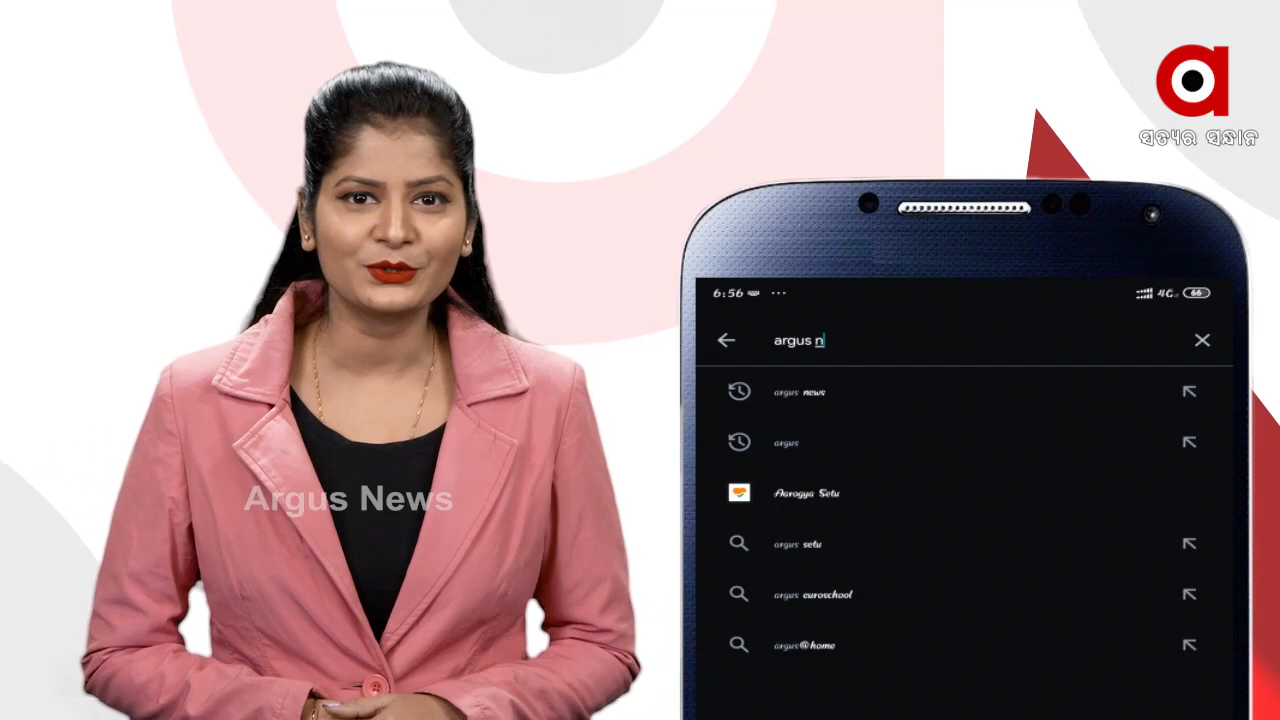 ସତ୍ୟର ସନ୍ଧାନ
6:56 ... 4G 66
argus n
argus news
argus
Aarogya Setu
argus setu
argus euroschool
argus@home
Argus News